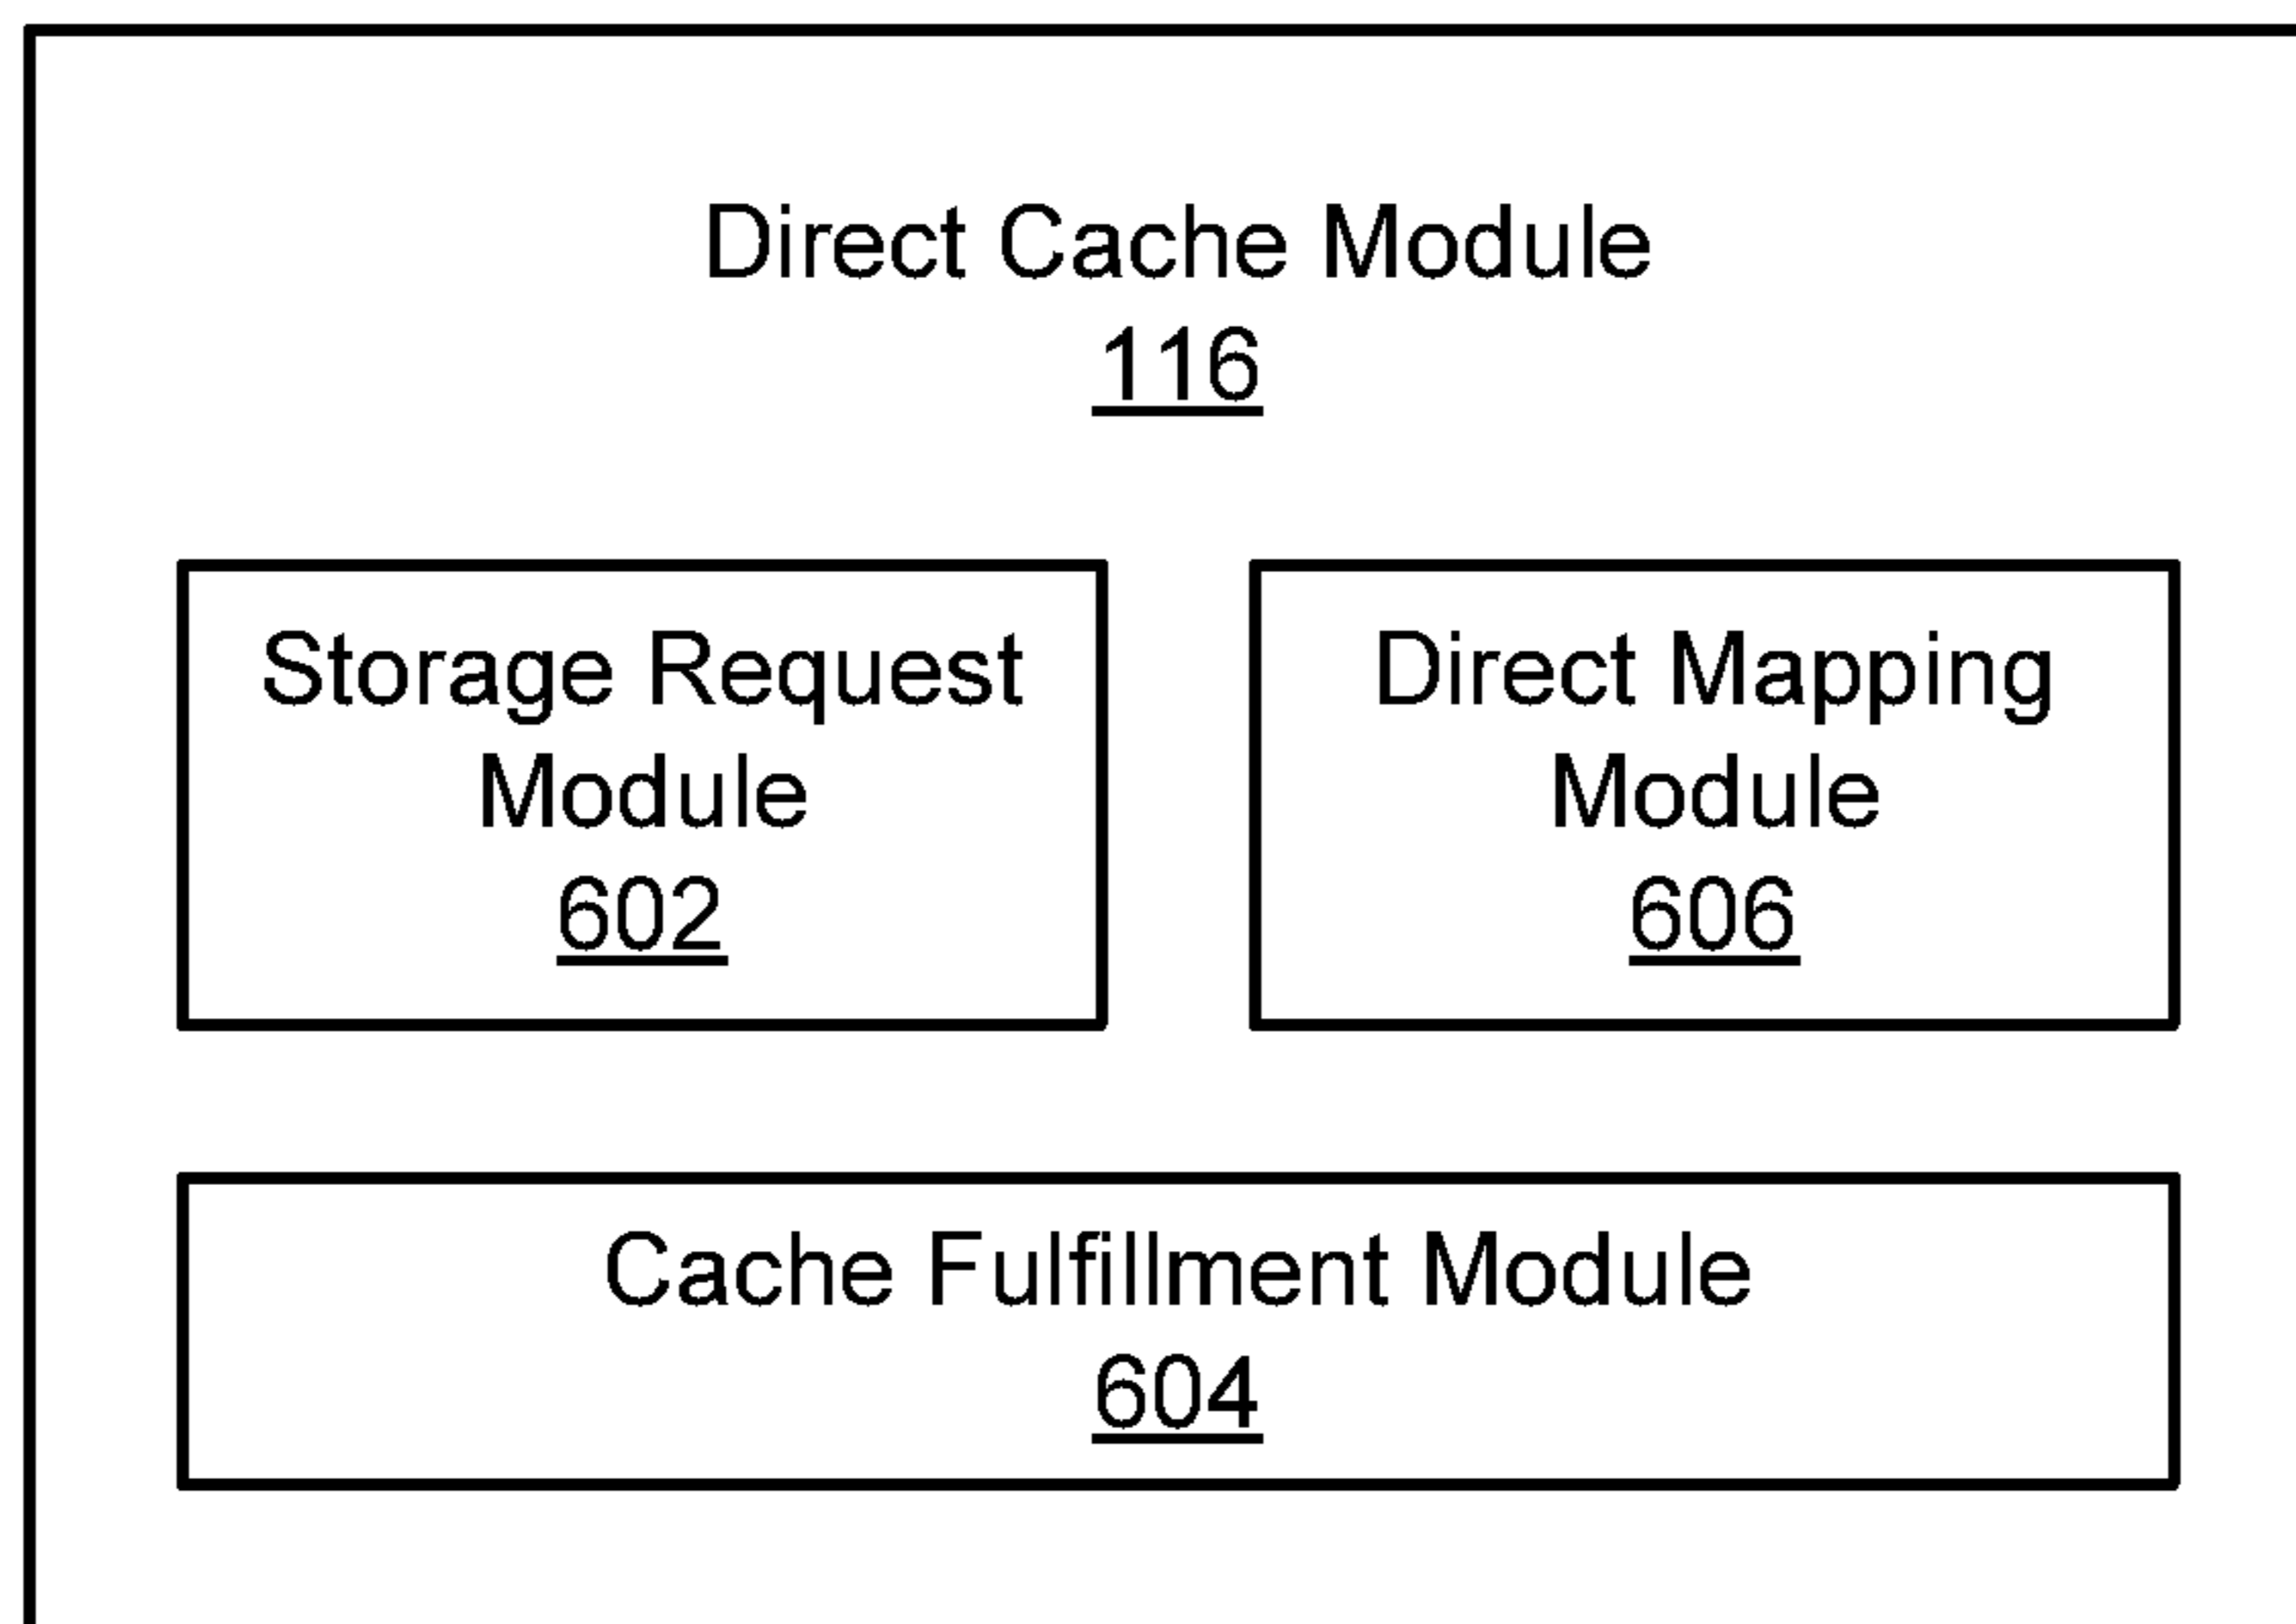 Direct Cache Module
116
Storage Request
Module
602
Direct Mapping
Module
606
Cache Fulfillment Module
604